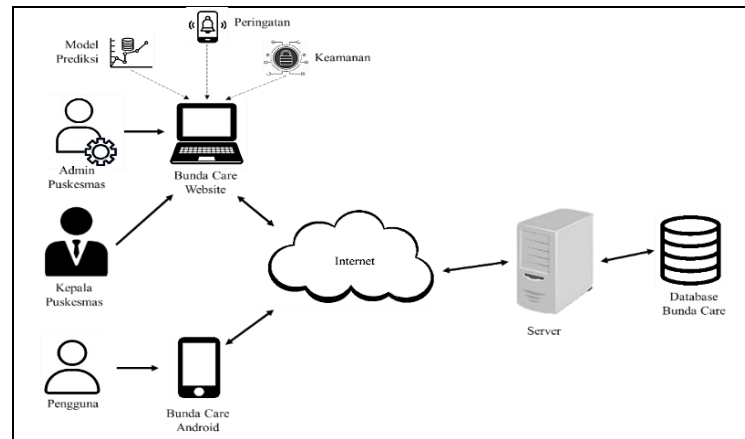 Peringatan
Model
Prediksi
Keamanan
Admin
Puskesmas
Bunda Care
Website
Kepala
Puskesmas
Internet
Server
Database
Bunda Care
Pengguna
Bunda Care
Android